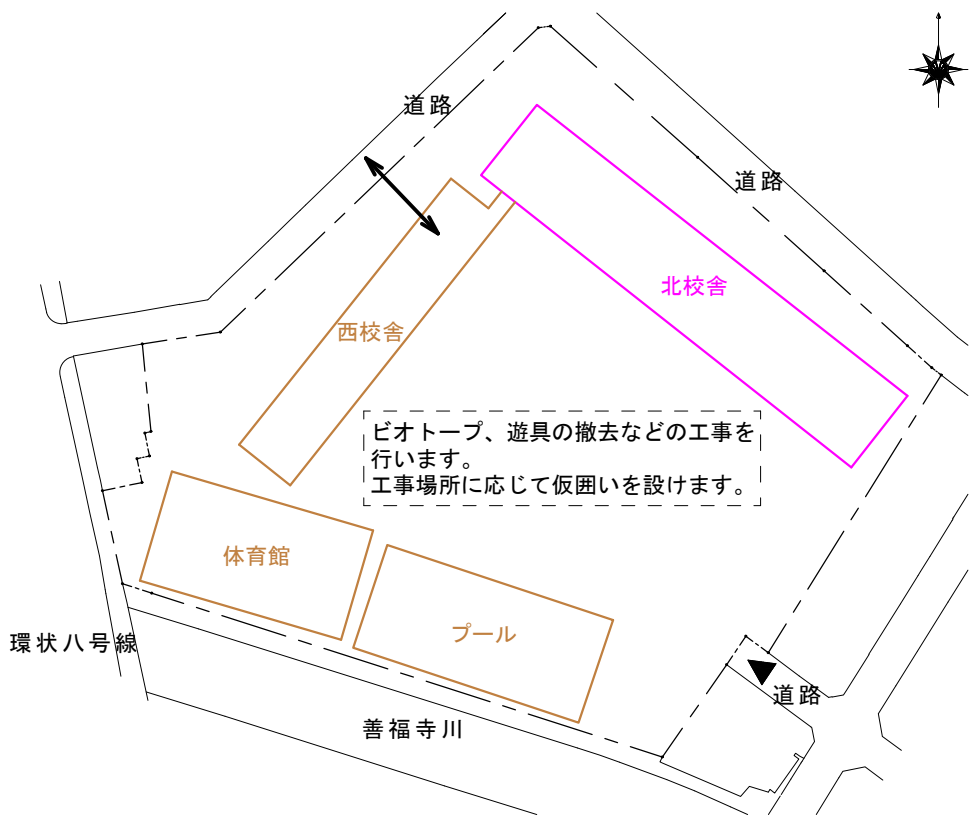 道路
道路
北校舎
西校舎
ビオトープ、遊具の撤去などの工事を
行います。
工事場所に応じて仮囲いを設けます。
体育館
プール
環状八号線
道路
善福寺川